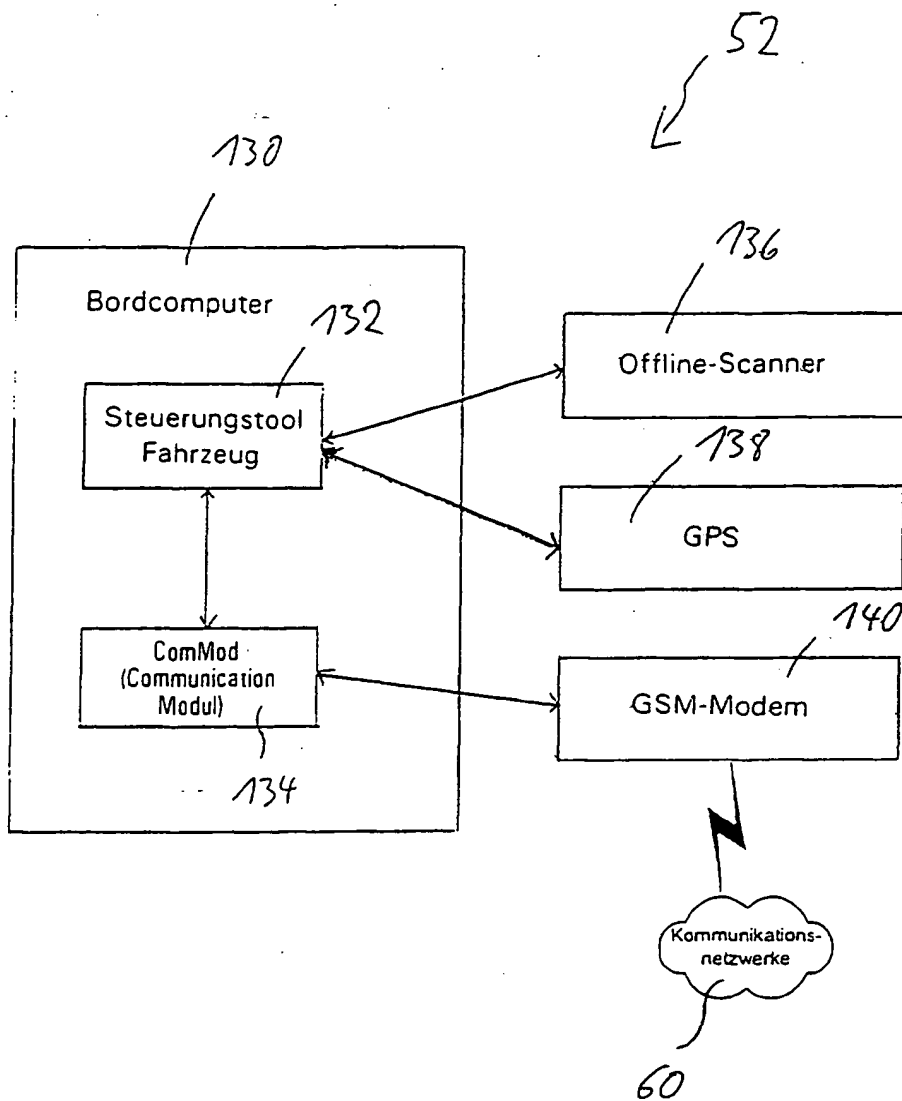 52
130
Bordcomputer
132
Steuerungstool
Fahrzeug
ComMod
(Communication
Modul)
134
136
Offline-Scanner
138
GPS
140
GSM-Modem
Kommunikations-
netzwerke
60